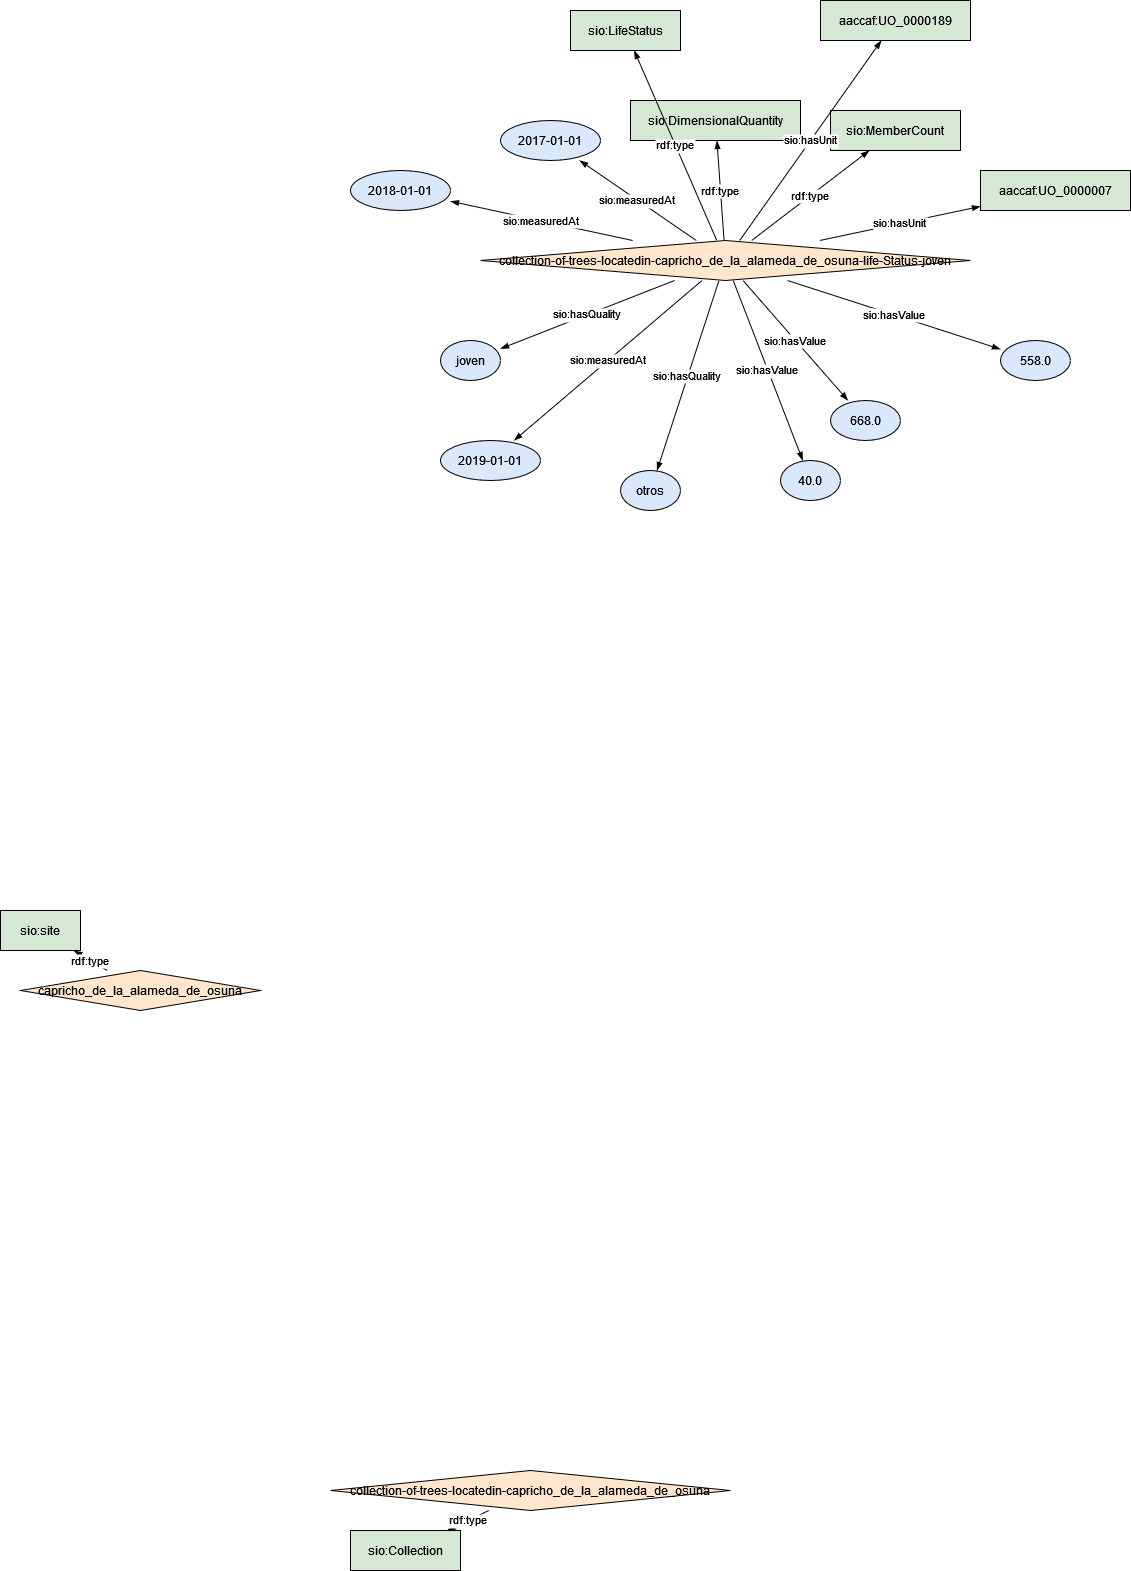 aaccaf:UO_0000189
sio:LifeStatus
sio:DimensionalQuantity
sio:MemberCount
2017-01-01
sio:hasUnit
rdf:type
2018-01-01
rdf:type
aaccaf:UO_0000007
rdf:type
sio:measuredAt
sio:measuredAt
sio:hasUnit
collection-of-trees-locatedin-capricho_de_la_alameda_de_osuna-life-Status-joven
sio:hasQuality
sio:hasValue
sio:hasValue
joven
sio:measuredAt
558.0
sio:hasQuality
sio:hasValue
668.0
2019-01-01
40.0
otros
sio:site
rdf:type
capricho_de_la_alameda_de_osuna
collection-of-trees-locatedin-capricho_de_la_alameda_de_osuna
rdf:type
sio:Collection